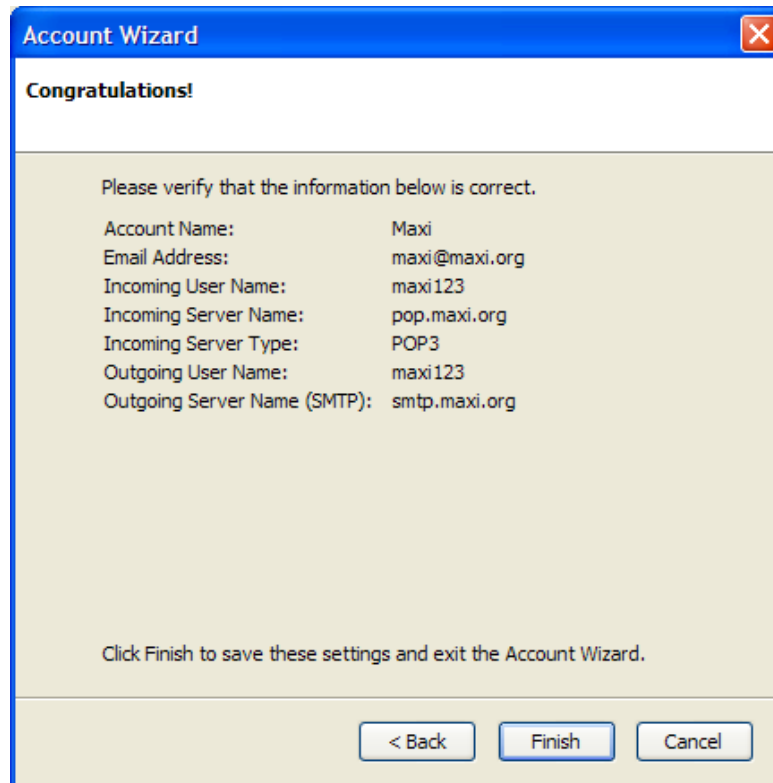 Account Wizard
Congratulations!
Please verify that the information below is correct.
Account Name: Maxi
Email Address: maxi@maxi.org
Incoming User Name: maxi123
Incoming Server Name: pop.maxi.org
Incoming Server Type: POP3
Outgoing User Name: maxi123
Outgoing Server Name (SMTP): smtp.maxi.org
Click Finish to save these settings and exit the Account Wizard.
< Back Finish Cancel